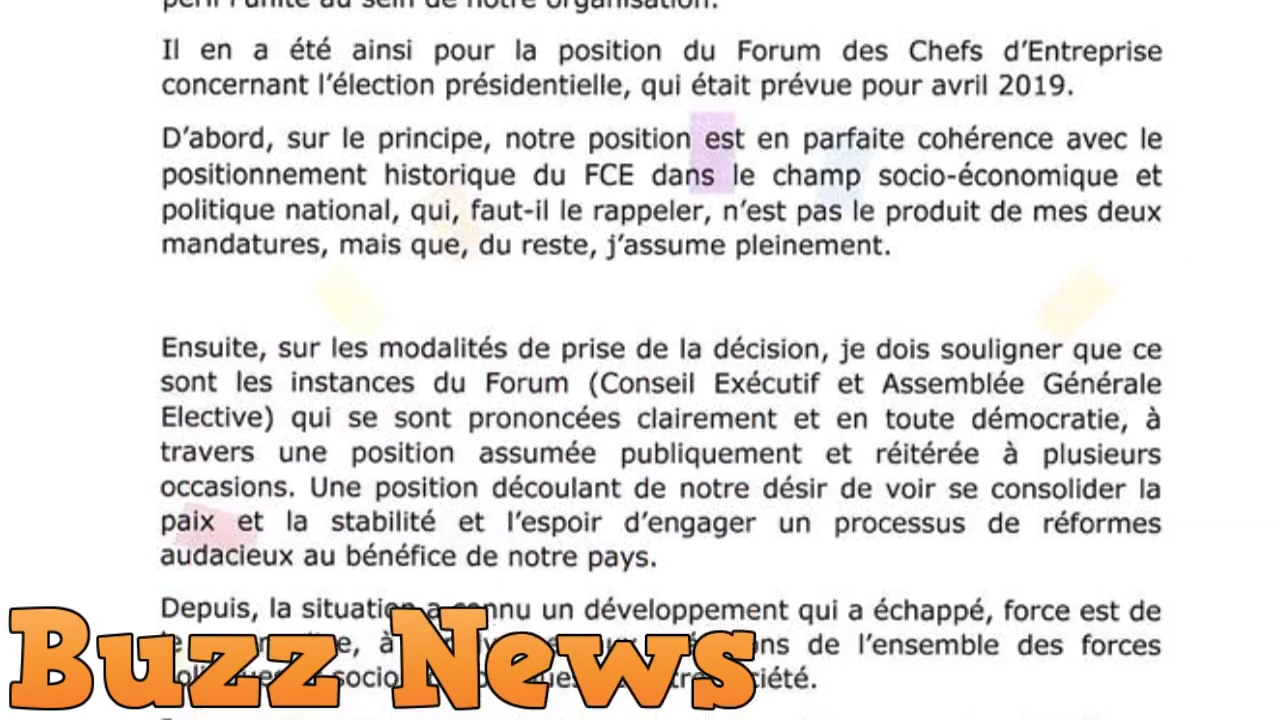 péril l'unité au sein de notre organisation.
Il en a été ainsi pour la position du Forum des Chefs d'Entreprise
concernant l'élection présidentielle, qui était prévue pour avril 2019.
D'abord, sur le principe, notre position est en parfaite cohérence avec le
positionnement historique du FCE dans le champ socio-économique et
politique national, qui, faut-il le rappeler, n'est pas le produit de mes deux
mandatures, mais que, du reste, j'assume pleinement.
Ensuite, sur les modalités de prise de la décision, je dois souligner que ce
sont les instances du Forum (Conseil Exécutif et Assemblée Générale
Elective) qui se sont prononcées clairement et en toute démocratie, à
travers une position assumée publiquement et réitérée à plusieurs
occasions. Une position découlant de notre désir de voir se consolider la
paix et la stabilité et l'espoir d'engager un processus de réformes
audacieux au bénéfice de notre pays.
Depuis, la situation a connu un développement qui a échappé, force est de
à de l'ensemble des forces
Buzz News